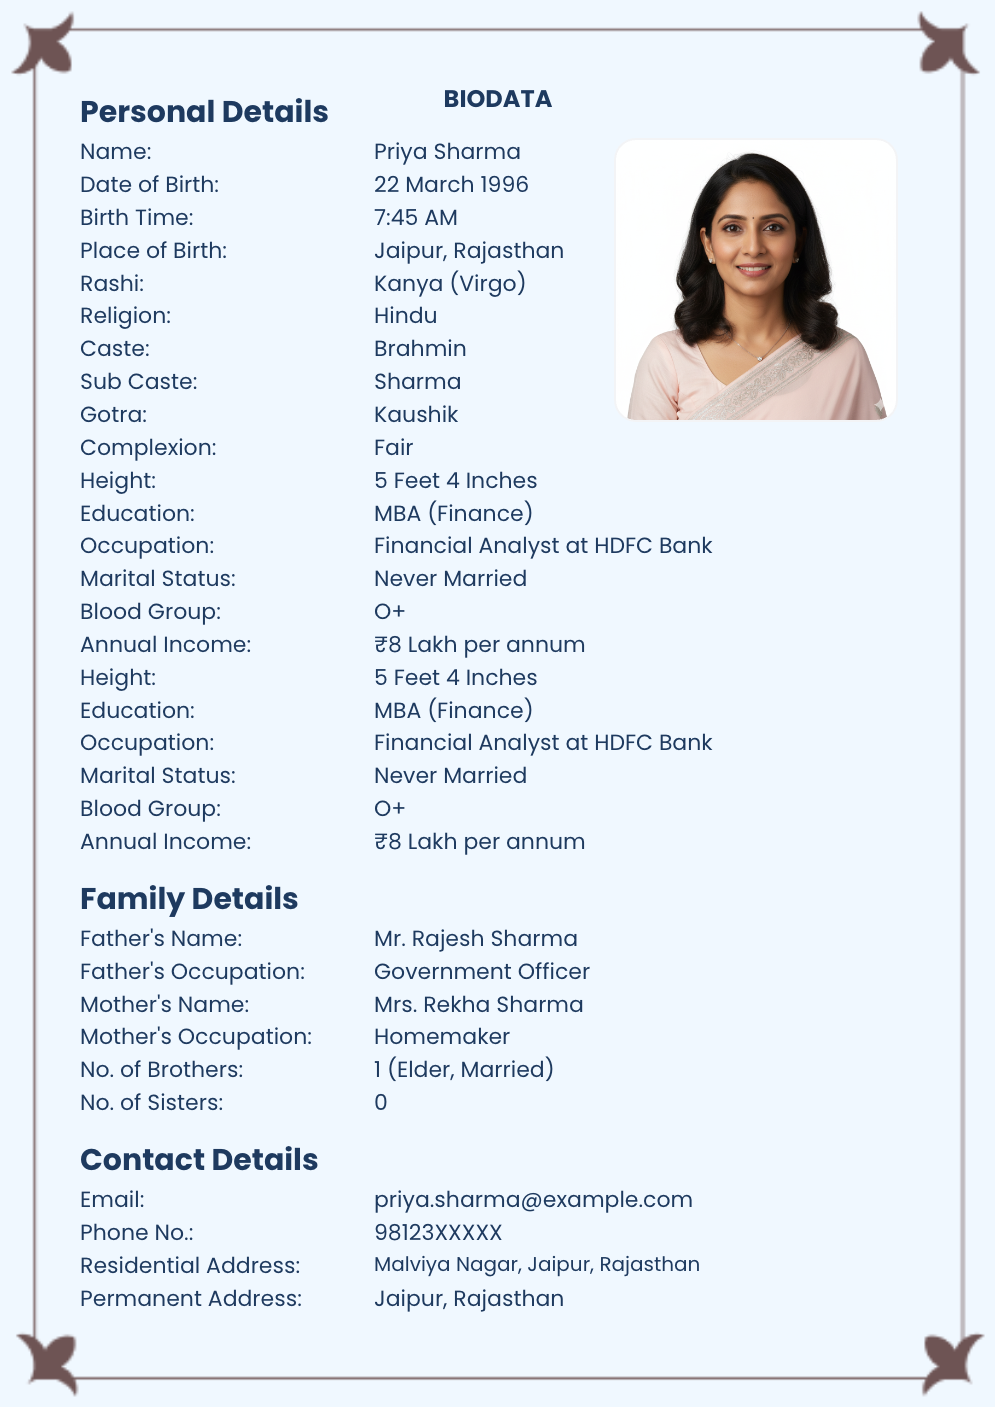 BIODATA
Personal Details
Name: Priya Sharma
Date of Birth: 22 March 1996
Birth Time: 7:45 AM
Place of Birth: Jaipur, Rajasthan
Rashi: Kanya (Virgo)
Religion: Hindu
Caste: Brahmin
Sub Caste: Sharma
Gotra: Kaushik
Complexion: Fair
Height: 5 Feet 4 Inches
Education: MBA (Finance)
Occupation: Financial Analyst at HDFC Bank
Marital Status: Never Married
Blood Group: O+
Annual Income: ₹8 Lakh per annum
Height: 5 Feet 4 Inches
Education: MBA (Finance)
Occupation: Financial Analyst at HDFC Bank
Marital Status: Never Married
Blood Group: O+
Annual Income: ₹8 Lakh per annum
Family Details
Father's Name: Mr. Rajesh Sharma
Father's Occupation: Government Officer
Mother's Name: Mrs. Rekha Sharma
Mother's Occupation: Homemaker
No. of Brothers: 1 (Elder, Married)
No. of Sisters: 0
Contact Details
Email: priya.sharma@example.com
Phone No.: 98123XXXXX
Residential Address: Malviya Nagar, Jaipur, Rajasthan
Permanent Address: Jaipur, Rajasthan